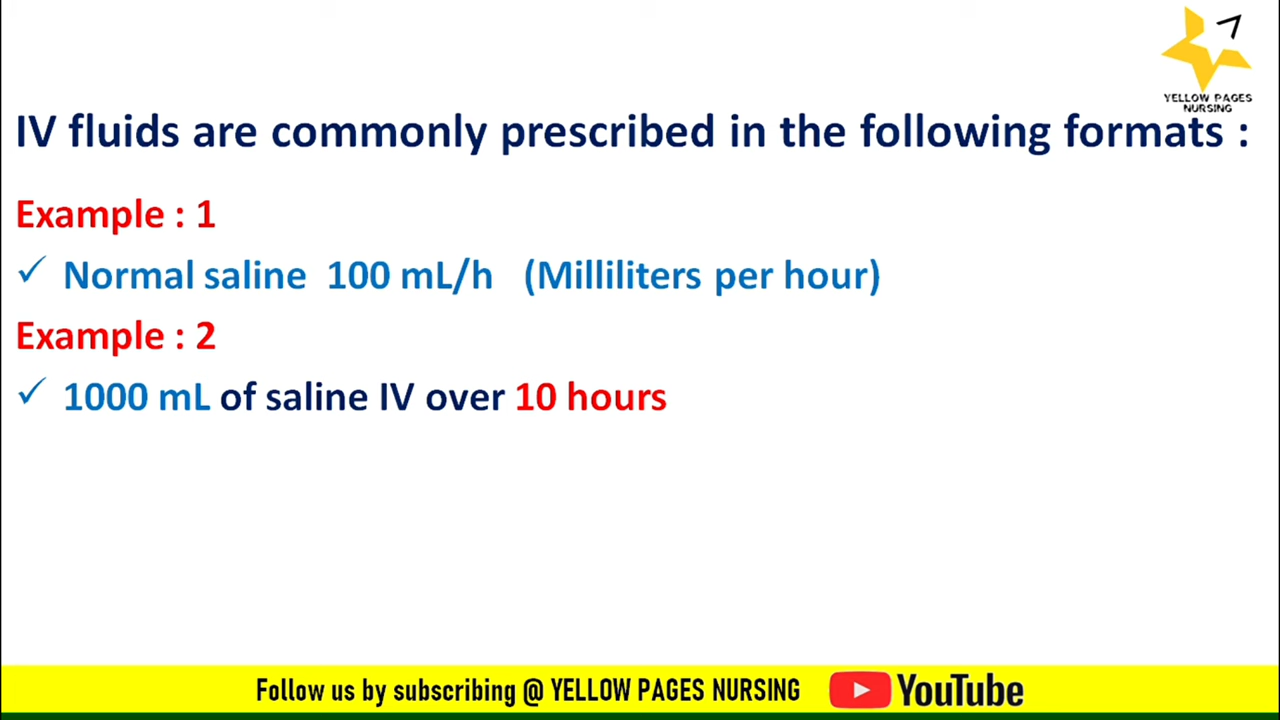 YELLOW PAGES
NURSING
IV fluids are commonly prescribed in the following formats :
Example : 1
✓ Normal saline 100 mL/h (Milliliters per hour)
Example : 2
✓ 1000 mL of saline IV over 10 hours
Follow us by subscribing @ YELLOW PAGES NURSING YouTube